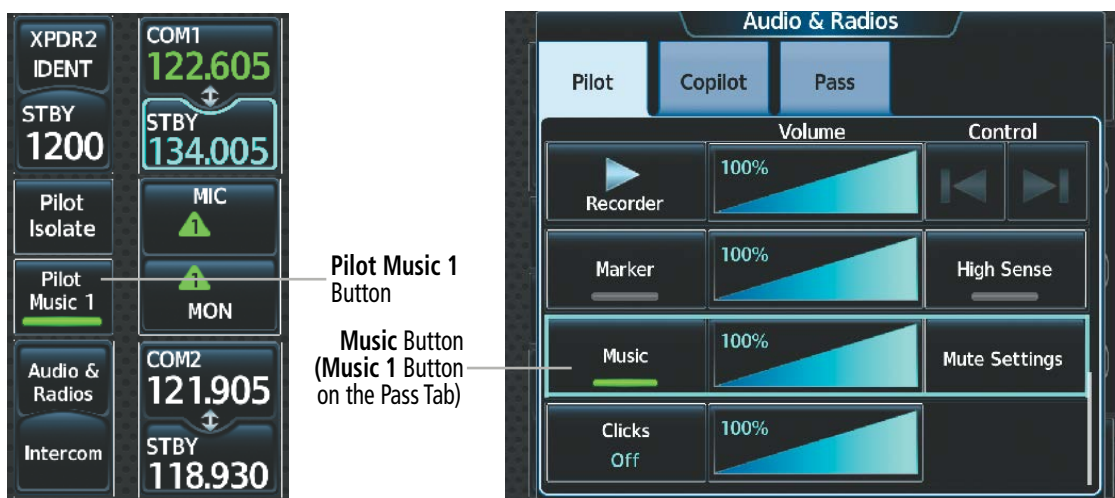 XPDR2
IDENT
STBY
1200
COM1
122.605
STBY
134.005
Pilot
Isolate
MIC
1
Pilot
Music 1
1
MON
Audio &
Radios
Intercom
COM2
121.905
STBY
118.930
Pilot Music 1
Button
Music Button
(Music 1 Button
on the Pass Tab)
Audio & Radios
Pilot Copilot Pass
Volume Control
Recorder 100%
Marker 100% High Sense
Music 100% Mute Settings
Clicks 100%
Off